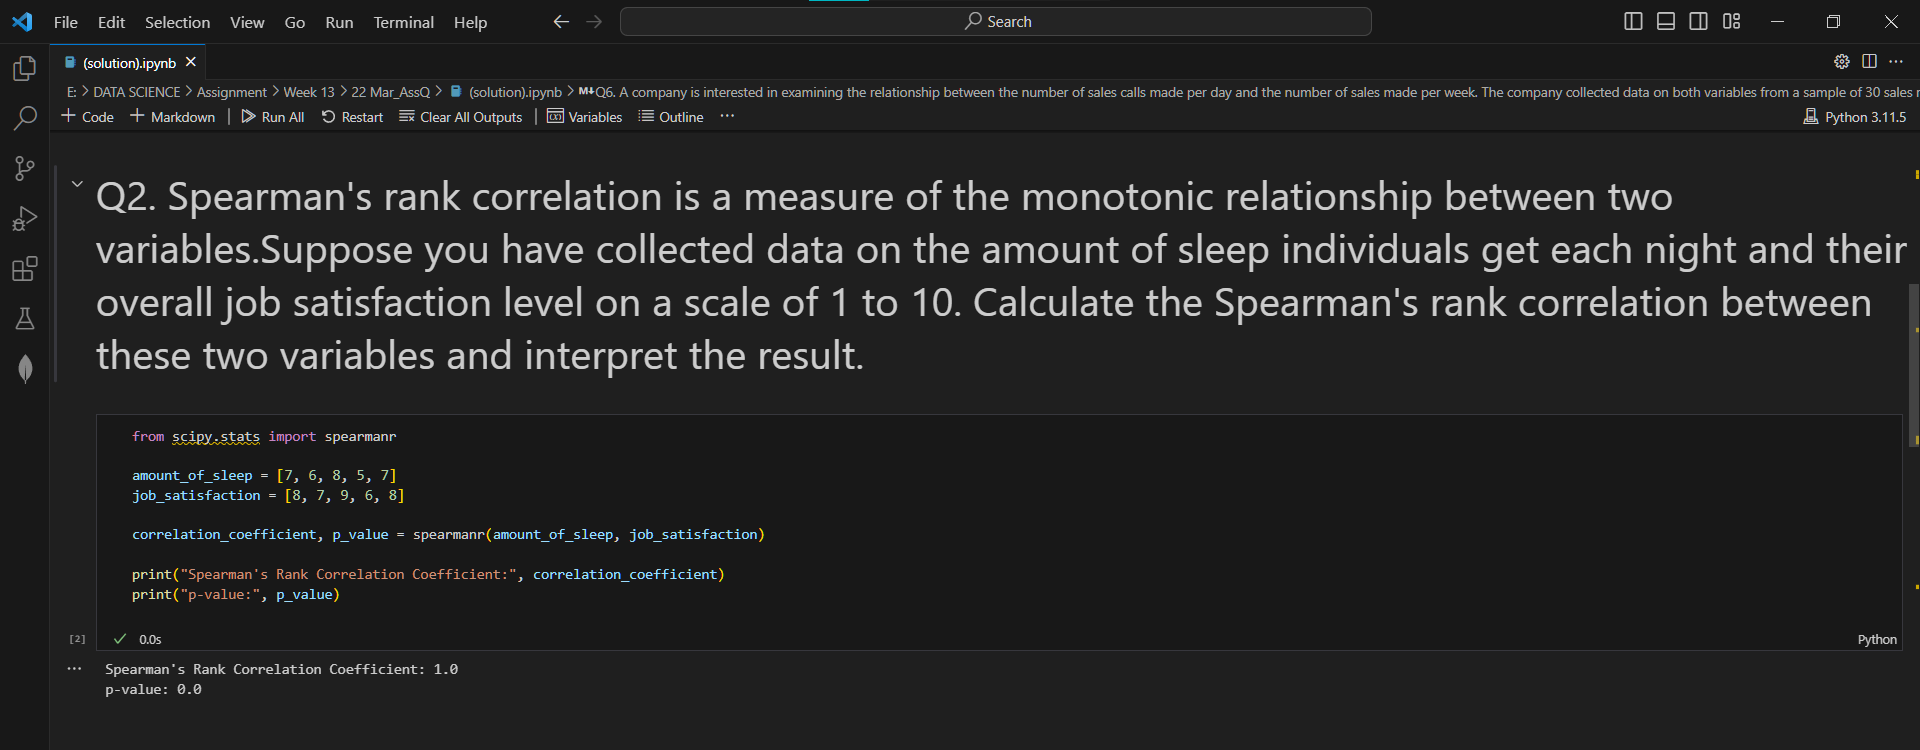 File Edit Selection View Go Run Terminal Help
Search
(solution).ipynb
E: > DATA SCIENCE > Assignment > Week 13 > 22 Mar_AssQ > (solution).ipynb > M↓Q6. A company is interested in examining the relationship between the number of sales calls made per day and the number of sales made per week. The company collected data on both variables from a sample of 30 sales r
+ Code + Markdown | Run All Restart Clear All Outputs | Variables Outline ...
Python 3.11.5
Q2. Spearman's rank correlation is a measure of the monotonic relationship between two
variables.Suppose you have collected data on the amount of sleep individuals get each night and their
overall job satisfaction level on a scale of 1 to 10. Calculate the Spearman's rank correlation between
these two variables and interpret the result.
from scipy.stats import spearmanr
amount_of_sleep = [7, 6, 8, 5, 7]
job_satisfaction = [8, 7, 9, 6, 8]
correlation_coefficient, p_value = spearmanr(amount_of_sleep, job_satisfaction)
print("Spearman's Rank Correlation Coefficient:", correlation_coefficient)
print("p-value:", p_value)
[2] 0.0s
Python
Spearman's Rank Correlation Coefficient: 1.0
p-value: 0.0